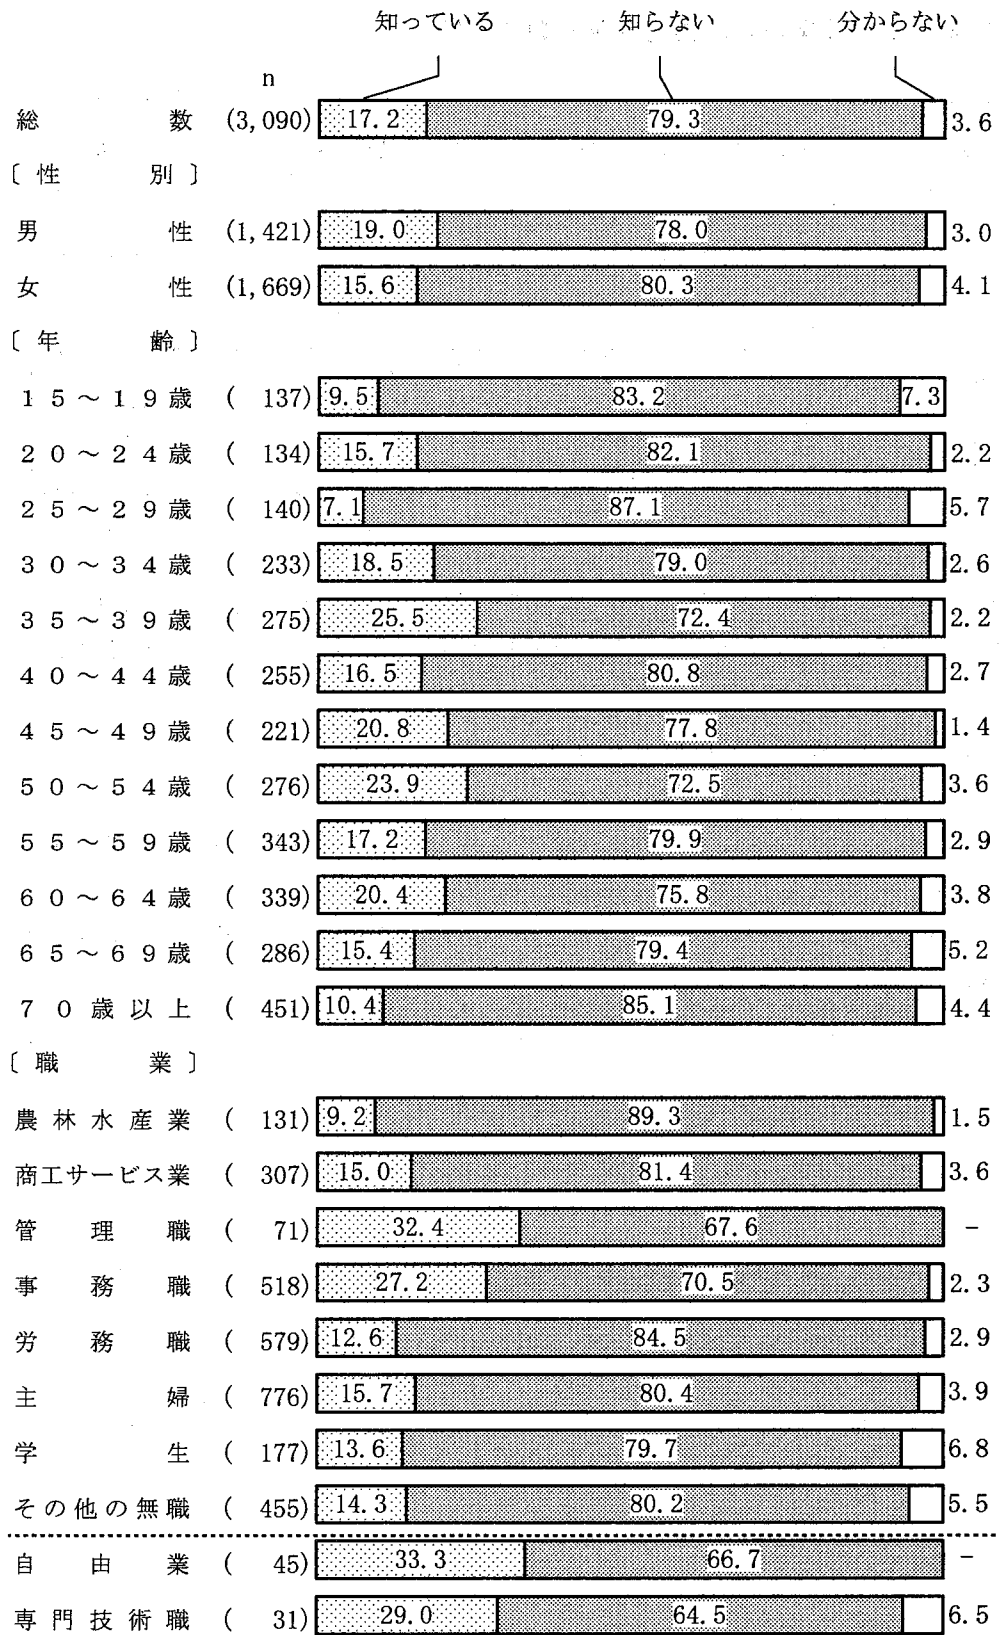 知っている 知らない 分からない
n
総数 (3,090) 17.2 79.3 3.6
〔性別〕
男性 (1,421) 19.0 78.0 3.0
女性 (1,669) 15.6 80.3 4.1
〔年齢〕
15～19歳 ( 137) 9.5 83.2 7.3
20～24歳 ( 134) 15.7 82.1 2.2
25～29歳 ( 140) 7.1 87.1 5.7
30～34歳 ( 233) 18.5 79.0 2.6
35～39歳 ( 275) 25.5 72.4 2.2
40～44歳 ( 255) 16.5 80.8 2.7
45～49歳 ( 221) 20.8 77.8 1.4
50～54歳 ( 276) 23.9 72.5 3.6
55～59歳 ( 343) 17.2 79.9 2.9
60～64歳 ( 339) 20.4 75.8 3.8
65～69歳 ( 286) 15.4 79.4 5.2
70歳以上 ( 451) 10.4 85.1 4.4
〔職業〕
農林水産業 ( 131) 9.2 89.3 1.5
商工サービス業 ( 307) 15.0 81.4 3.6
管理職 ( 71) 32.4 67.6 －
事務職 ( 518) 27.2 70.5 2.3
労務職 ( 579) 12.6 84.5 2.9
主婦 ( 776) 15.7 80.4 3.9
学生 ( 177) 13.6 79.7 6.8
その他の無職 ( 455) 14.3 80.2 5.5
自由業 ( 45) 33.3 66.7 －
専門技術職 ( 31) 29.0 64.5 6.5